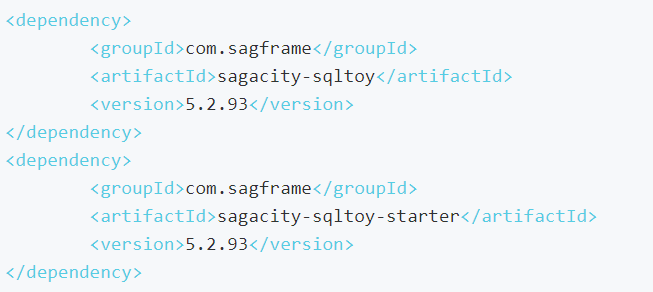 <dependency>
<groupId>com.sagframe</groupId>
<artifactId>sagacity-sqltoy</artifactId>
<version>5.2.93</version>
</dependency>
<dependency>
<groupId>com.sagframe</groupId>
<artifactId>sagacity-sqltoy-starter</artifactId>
<version>5.2.93</version>
</dependency>